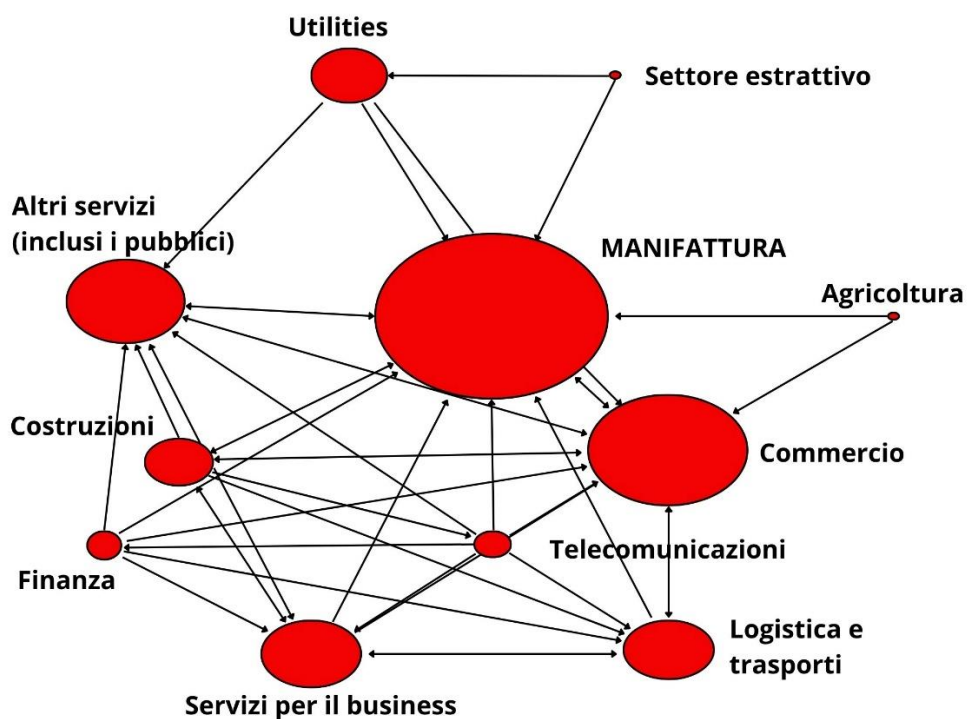 Utilities
Settore estrattivo
Altri servizi
(inclusi i pubblici)
MANIFATTURA
Agricoltura
Costruzioni
Commercio
Telecomunicazioni
Finanza
Logistica e
trasporti
Servizi per il business